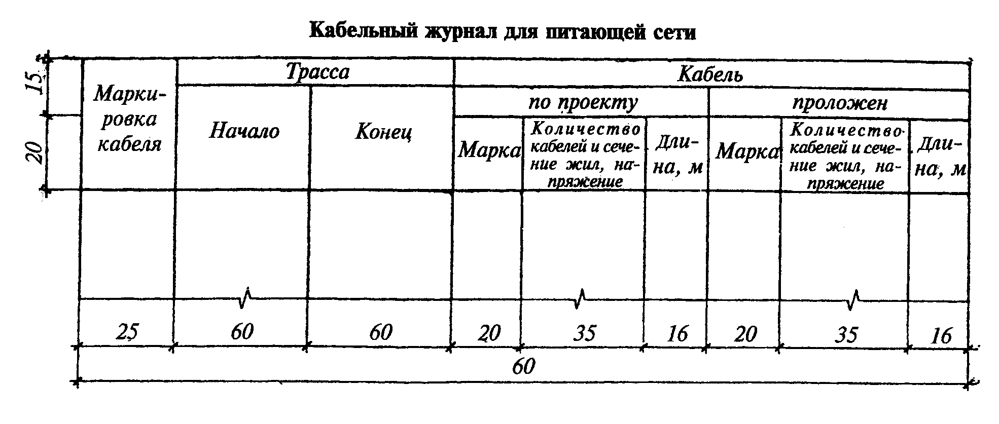 Кабельный журнал для питающей сети
Трасса
Кабель
Марки-
ровка
кабеля
Начало
Конец
по проекту
проложен
Марка
Количество
кабелей и сече-
ние жил, на-
пряжение
Дли-
на, м
Марка
Количество
кабелей и сече-
ние жил, на-
пряжение
Дли-
на, м
15
20
25
60
60
20
35
16
20
35
16
60